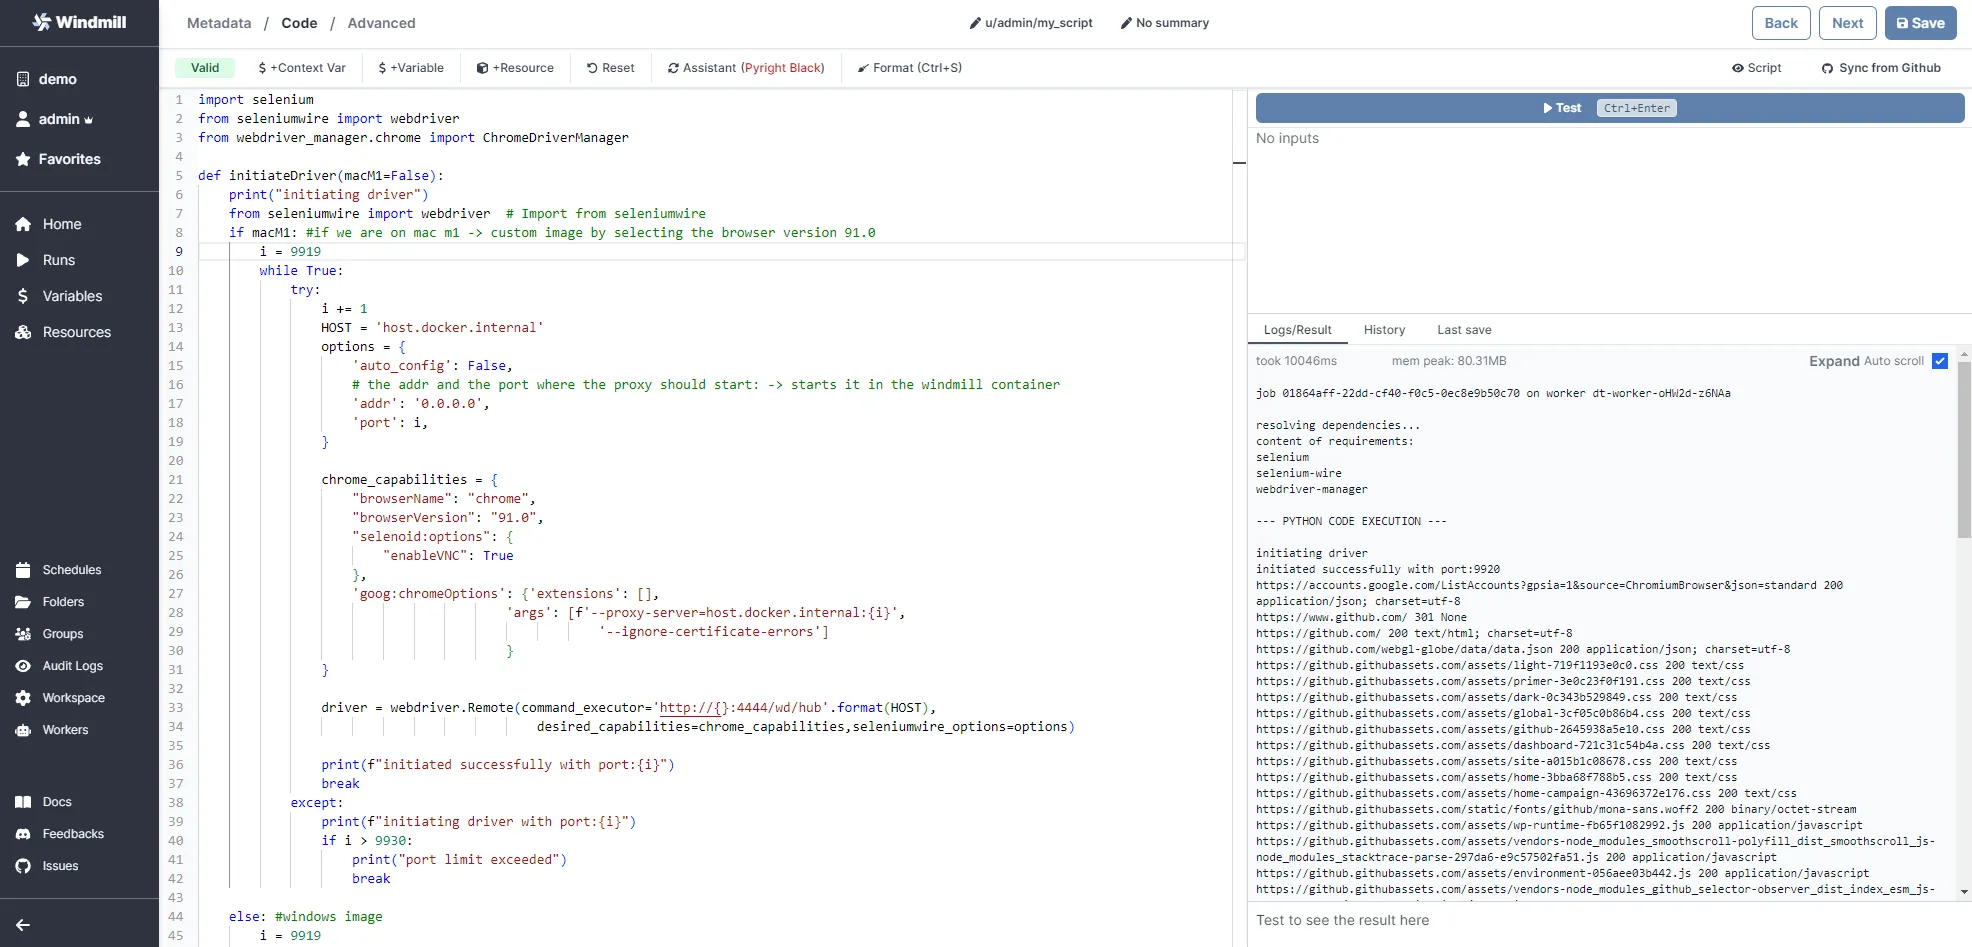 Windmill
demo
admin
Favorites
Home
Runs
Variables
Resources
Schedules
Folders
Groups
Audit Logs
Workspace
Workers
Docs
Feedbacks
Issues
Metadata / Code / Advanced
u/admin/my_script
No summary
Back
Next
Save
Valid
$ +Context Var
$ +Variable
+Resource
Reset
Assistant (Pyright Black)
Format (Ctrl+S)
Script
Sync from Github
1 import selenium
2 from seleniumwire import webdriver
3 from webdriver_manager.chrome import ChromeDriverManager
4
5 def initiateDriver(macM1=False):
6     print("initiating driver")
7     from seleniumwire import webdriver  # Import from seleniumwire
8     if macM1: #if we are on mac m1 -> custom image by selecting the browser version 91.0
9         i = 9919
10         while True:
11             try:
12                 i += 1
13                 HOST = 'host.docker.internal'
14                 options = {
15                     'auto_config': False,
16                     # the addr and the port where the proxy should start: -> starts it in the windmill container
17                     'addr': '0.0.0.0',
18                     'port': i,
19                 }
20
21                 chrome_capabilities = {
22                     "browserName": "chrome",
23                     "browserVersion": "91.0",
24                     "selenoid:options": {
25                         "enableVNC": True
26                     },
27                     'goog:chromeOptions': {'extensions': [],
28                                         'args': [f'--proxy-server=host.docker.internal:{i}',
29                                                     '--ignore-certificate-errors']
30                                         }
31                 }
32
33                 driver = webdriver.Remote(command_executor='http://{}:4444/wd/hub'.format(HOST),
34                                             desired_capabilities=chrome_capabilities,seleniumwire_options=options)
35
36                 print(f"initiated successfully with port:{i}")
37                 break
38             except:
39                 print(f"initiating driver with port:{i}")
40                 if i > 9930:
41                     print("port limit exceeded")
42                     break
43
44     else: #windows image
45         i = 9919
Test Ctrl+Enter
No inputs
Logs/Result
History
Last save
took 10046ms
mem peak: 80.31MB
Expand
Auto scroll
job 01864aff-22dd-cf40-f0c5-0ec8e9b50c70 on worker dt-worker-oHW2d-z6NAa
resolving dependencies...
content of requirements:
selenium
selenium-wire
webdriver-manager
--- PYTHON CODE EXECUTION ---
initiating driver
initiated successfully with port:9920
https://accounts.google.com/ListAccounts?gpsia=1&source=ChromiumBrowser&json=standard 200
application/json; charset=utf-8
https://www.github.com/ 301 None
https://github.com/ 200 text/html; charset=utf-8
https://github.com/webgl-globe/data/data.json 200 application/json; charset=utf-8
https://github.githubassets.com/assets/light-719f1193e0c0.css 200 text/css
https://github.githubassets.com/assets/primer-3e0c23f0f191.css 200 text/css
https://github.githubassets.com/assets/dark-0c343b529849.css 200 text/css
https://github.githubassets.com/assets/global-3cf05c0b86b4.css 200 text/css
https://github.githubassets.com/assets/github-2645938a5e10.css 200 text/css
https://github.githubassets.com/assets/dashboard-721c31c54b4a.css 200 text/css
https://github.githubassets.com/assets/site-a015b1c08678.css 200 text/css
https://github.githubassets.com/assets/home-3bba68f788b5.css 200 text/css
https://github.githubassets.com/assets/home-campaign-43696372e176.css 200 text/css
https://github.githubassets.com/static/fonts/github/mona-sans.woff2 200 binary/octet-stream
https://github.githubassets.com/assets/wp-runtime-fb65f1082992.js 200 application/javascript
https://github.githubassets.com/assets/vendors-node_modules_smoothscroll-polyfill_dist_smoothscroll_js-
node_modules_stacktrace-parse-297da6-e9c57502fa51.js 200 application/javascript
https://github.githubassets.com/assets/environment-056aee03b442.js 200 application/javascript
https://github.githubassets.com/assets/vendors-node_modules_github_selector-observer_dist_index_esm_js-
Test to see the result here